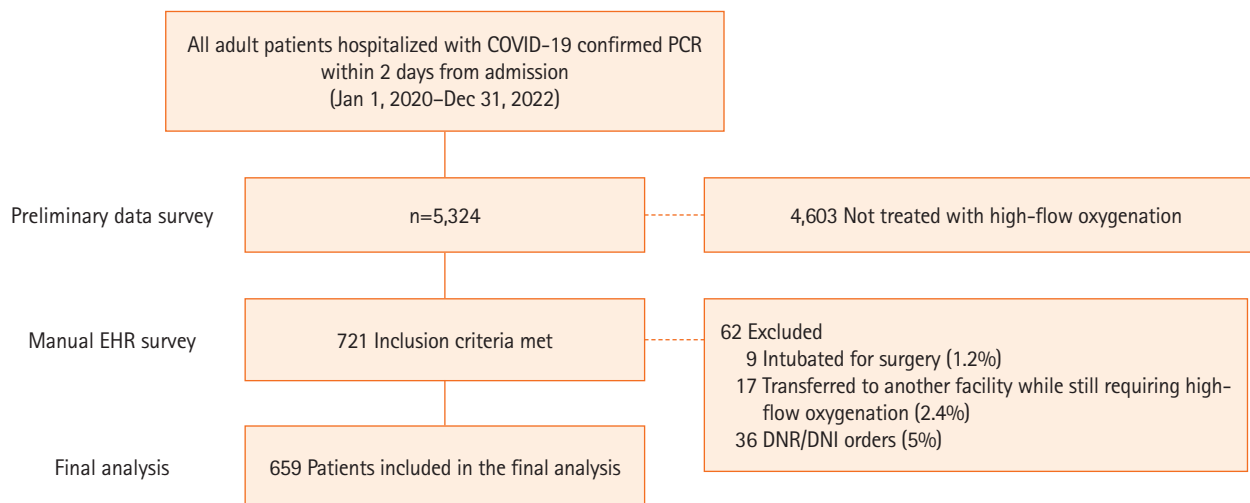 All adult patients hospitalized with COVID-19 confirmed PCR
within 2 days from admission
(Jan 1, 2020–Dec 31, 2022)
Preliminary data survey
n=5,324
4,603 Not treated with high-flow oxygenation
Manual EHR survey
721 Inclusion criteria met
62 Excluded
9 Intubated for surgery (1.2%)
17 Transferred to another facility while still requiring high-
flow oxygenation (2.4%)
36 DNR/DNI orders (5%)
Final analysis
659 Patients included in the final analysis